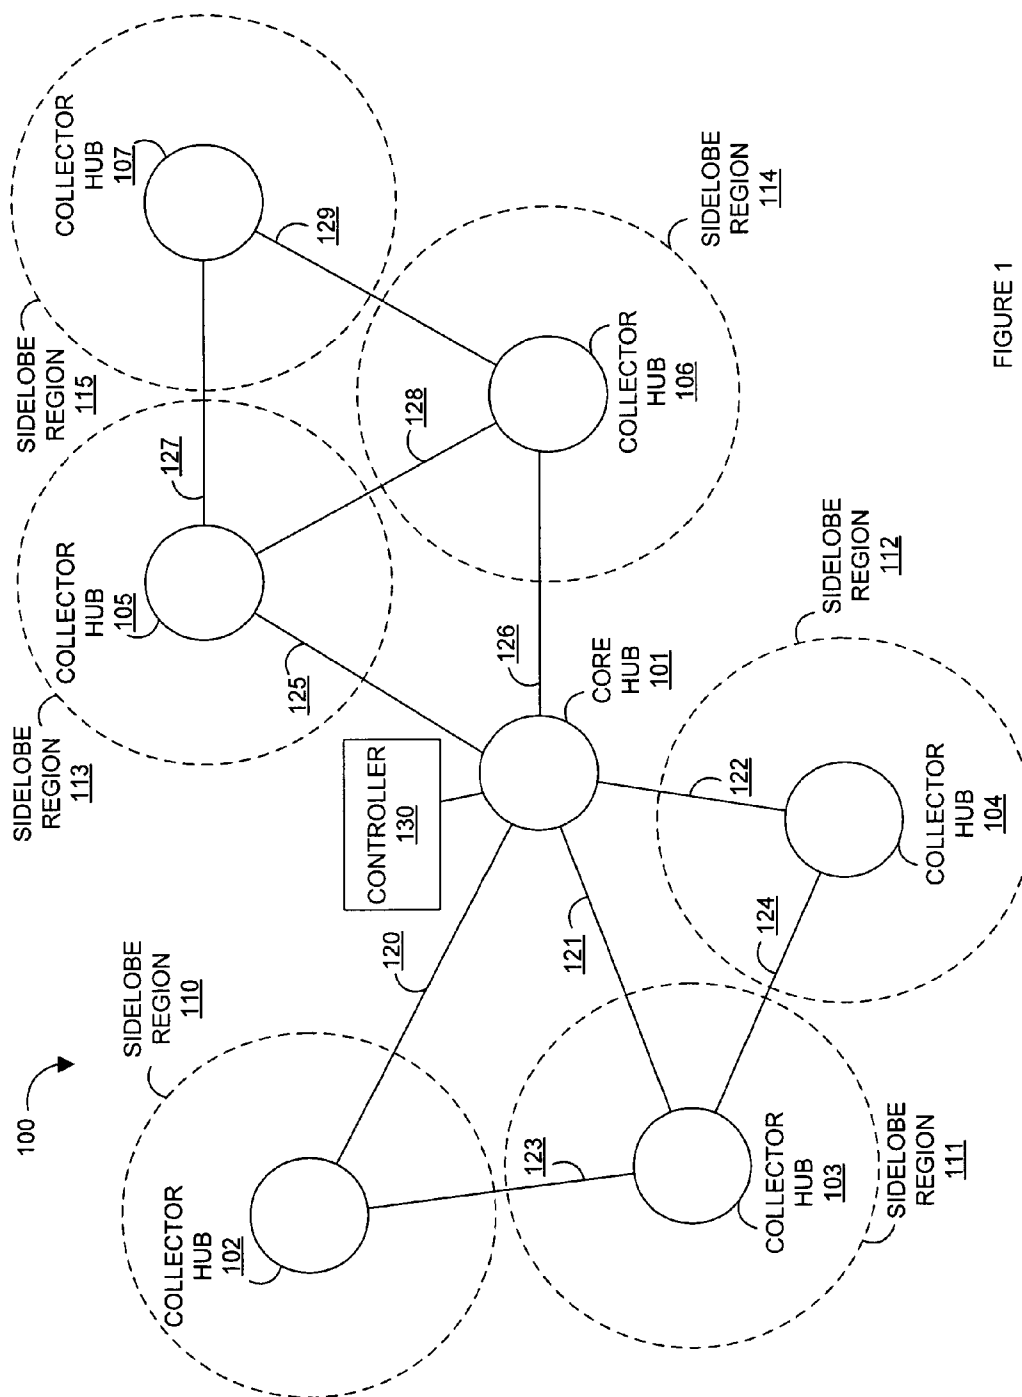 100
COLLECTOR
HUB
102
SIDELOBE
REGION
110
120
123
COLLECTOR
HUB
103
SIDELOBE
REGION
111
121
124
CONTROLLER
130
CORE
HUB
101
122
COLLECTOR
HUB
104
SIDELOBE
REGION
112
SIDELOBE
REGION
113
COLLECTOR
HUB
105
125
126
127
128
COLLECTOR
HUB
106
SIDELOBE
REGION
114
SIDELOBE
REGION
115
COLLECTOR
HUB
107
129
FIGURE 1